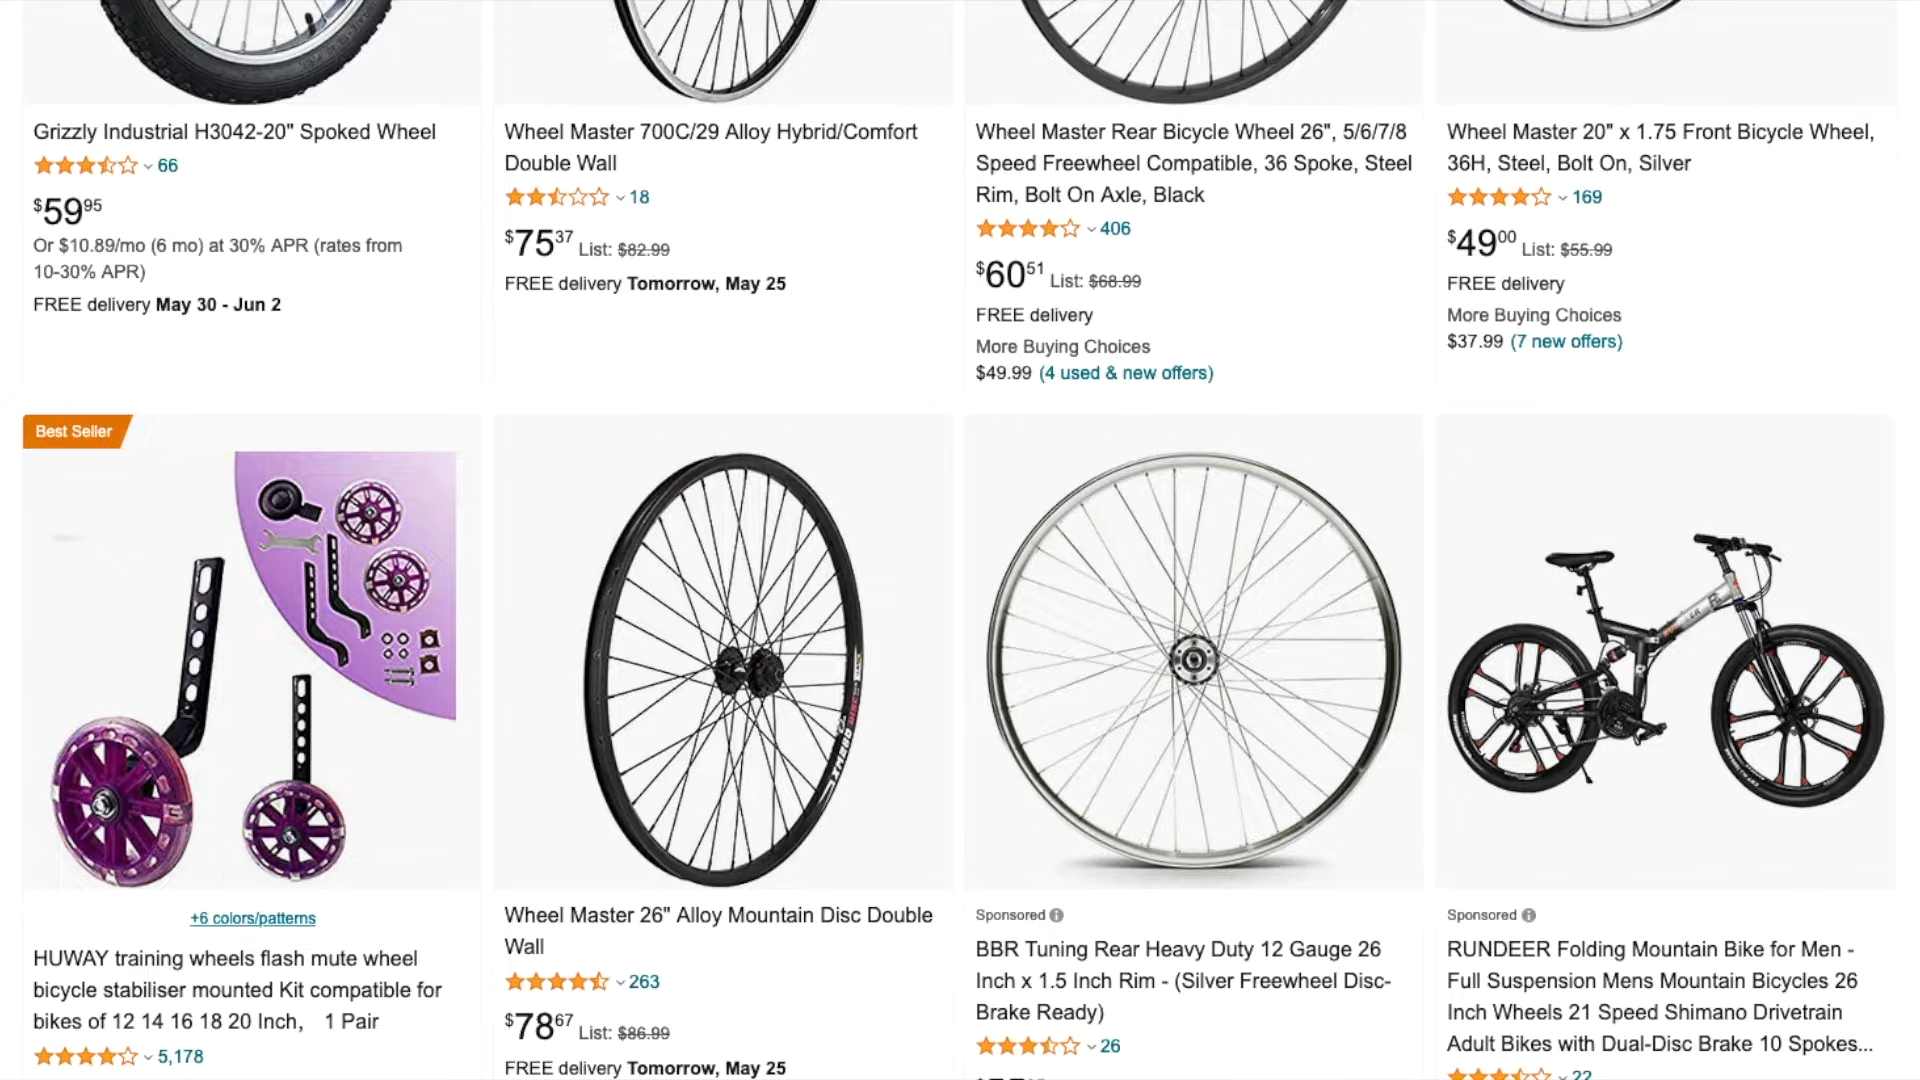 Grizzly Industrial H3042-20" Spoked Wheel
66
$59 95
Or $10.89/mo (6 mo) at 30% APR (rates from
10-30% APR)
FREE delivery May 30 - Jun 2
Wheel Master 700C/29 Alloy Hybrid/Comfort
Double Wall
18
$75 37 List: $82.99
FREE delivery Tomorrow, May 25
Wheel Master Rear Bicycle Wheel 26", 5/6/7/8
Speed Freewheel Compatible, 36 Spoke, Steel
Rim, Bolt On Axle, Black
406
$60 51 List: $68.99
FREE delivery
More Buying Choices
$49.99 (4 used & new offers)
Wheel Master 20" x 1.75 Front Bicycle Wheel,
36H, Steel, Bolt On, Silver
169
$49 00 List: $55.99
FREE delivery
More Buying Choices
$37.99 (7 new offers)
Best Seller
+6 colors/patterns
HUWAY training wheels flash mute wheel
bicycle stabiliser mounted Kit compatible for
bikes of 12 14 16 18 20 Inch, 1 Pair
5,178
Wheel Master 26" Alloy Mountain Disc Double
Wall
263
$78 67 List: $86.99
FREE delivery Tomorrow, May 25
Sponsored
BBR Tuning Rear Heavy Duty 12 Gauge 26
Inch x 1.5 Inch Rim - (Silver Freewheel Disc-
Brake Ready)
26
Sponsored
RUNDEER Folding Mountain Bike for Men -
Full Suspension Mens Mountain Bicycles 26
Inch Wheels 21 Speed Shimano Drivetrain
Adult Bikes with Dual-Disc Brake 10 Spokes...
22